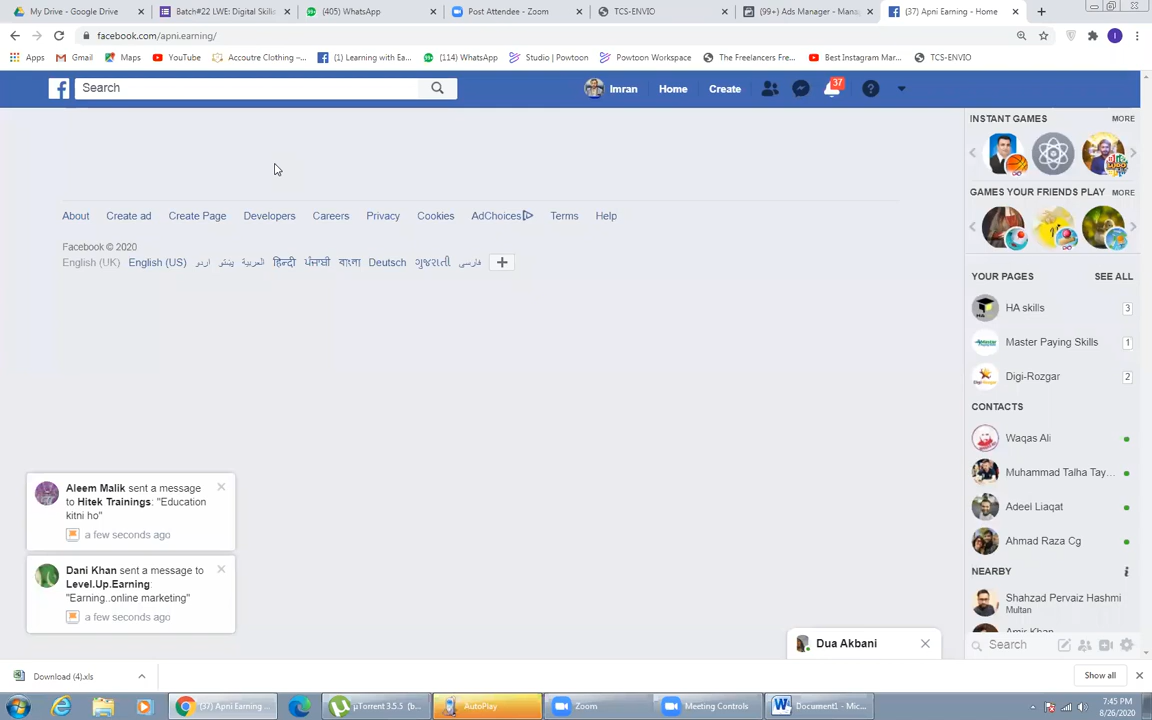 My Drive - Google Drive
Batch#22 LWE: Digital Skills
(405) WhatsApp
Post Attendee - Zoom
TCS-ENVIO
(99+) Ads Manager - Mana
(37) Apni Earning - Home
facebook.com/apni.earning/
Apps
Gmail
Maps
YouTube
Accoutre Clothing –...
(1) Learning with Ea...
(114) WhatsApp
Studio | Powtoon
Powtoon Workspace
The Freelancers Fre...
Best Instagram Mar...
TCS-ENVIO
Search
Imran
Home
Create
37
INSTANT GAMES
MORE
GAMES YOUR FRIENDS PLAY
MORE
About
Create ad
Create Page
Developers
Careers
Privacy
Cookies
AdChoices
Terms
Help
Facebook © 2020
English (UK)
English (US)
اردو
پښتو
العربية
हिन्दी
ਪੰਜਾਬੀ
বাংলা
Deutsch
ગુજરાતી
فارسی
YOUR PAGES
SEE ALL
HA skills
3
Master Paying Skills
1
Digi-Rozgar
2
CONTACTS
Waqas Ali
Muhammad Talha Tay...
Adeel Liaqat
Ahmad Raza Cg
NEARBY
Shahzad Pervaiz Hashmi
Multan
Amir Khan
Search
Aleem Malik sent a message
to Hitek Trainings: "Education
kitni ho"
a few seconds ago
Dani Khan sent a message to
Level.Up.Earning:
"Earning..online marketing"
a few seconds ago
Dua Akbani
Download (4).xls
Show all
(37) Apni Earning ...
µTorrent 3.5.5 (b...
AutoPlay
Zoom
Meeting Controls
Document1 - Mic...
7:45 PM
8/26/2020